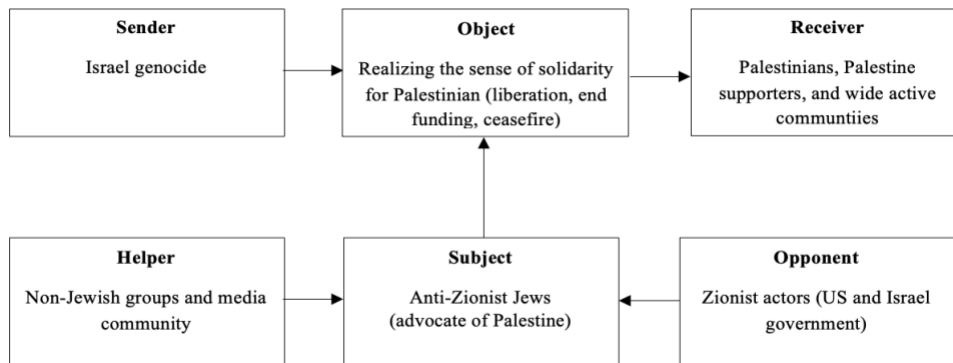 Sender
Israel genocide
Object
Realizing the sense of solidarity
for Palestinian (liberation, end
funding, ceasefire)
Receiver
Palestinians, Palestine
supporters, and wide active
communtiies
Helper
Non-Jewish groups and media
community
Subject
Anti-Zionist Jews
(advocate of Palestine)
Opponent
Zionist actors (US and Israel
government)